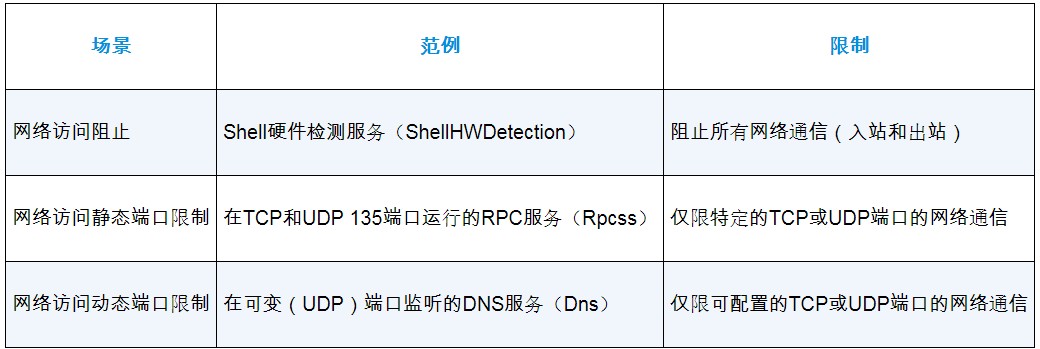 场景 范例 限制
网络访问阻止 Shell硬件检测服务（ShellHWDetection） 阻止所有网络通信（入站和出站）
网络访问静态端口限制 在TCP和UDP 135端口运行的RPC服务（Rpcss） 仅限特定的TCP或UDP端口的网络通信
网络访问动态端口限制 在可变（UDP）端口监听的DNS服务（Dns） 仅限可配置的TCP或UDP端口的网络通信